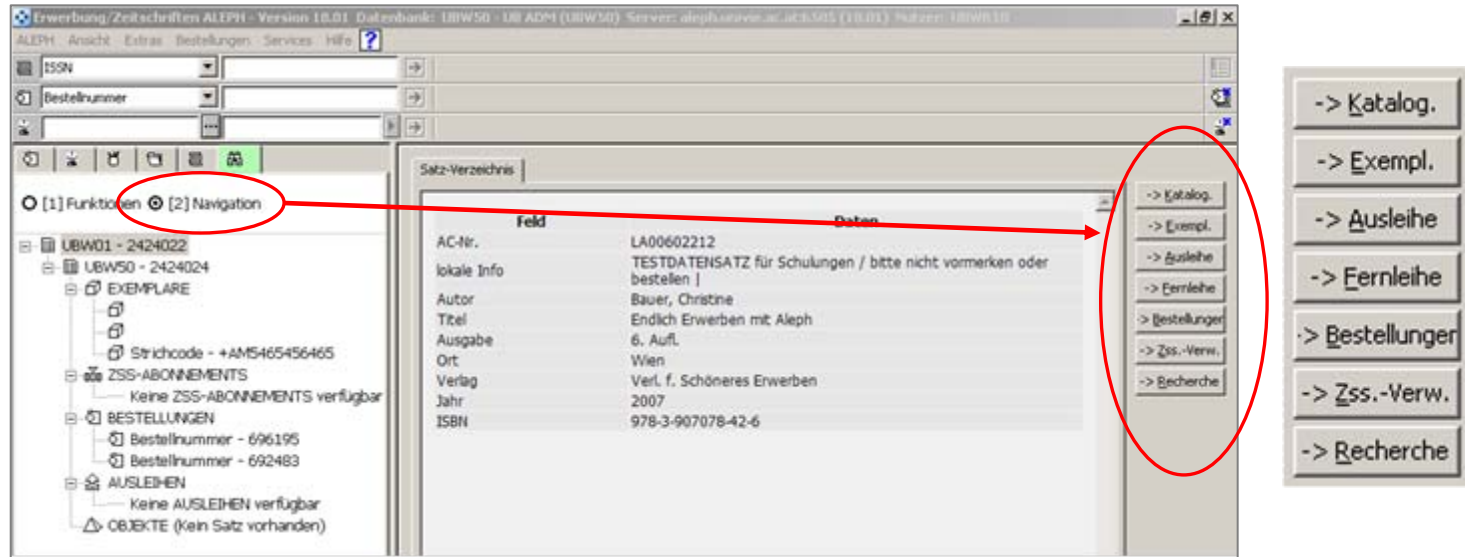 Erwerbung/Zeitschriften ALEPH - Version 18.01 Datenbank: UBW50 - UB ADM (UBW50) Server: aleph.univie.ac.at:6505 (18.01) Nutzer:
ALEPH Ansicht Extras Bestellungen Services Hilfe ?
ISSN
Bestellnummer
[1] Funktionen [2] Navigation
UBW01 - 2424022
UBW50 - 2424024
EXEMPLARE
Strichcode - +AM5465456465
ZSS-ABONNEMENTS
Keine ZSS-ABONNEMENTS verfügbar
BESTELLUNGEN
Bestellnummer - 696195
Bestellnummer - 692483
AUSLEIHEN
Keine AUSLEIHEN verfügbar
OBJEKTE (Kein Satz vorhanden)
Satz-Verzeichnis
Feld Daten
AC-Nr. LA00602212
lokale Info TESTDATENSATZ für Schulungen / bitte nicht vormerken oder
bestellen |
Autor Bauer, Christine
Titel Endlich Erwerben mit Aleph
Ausgabe 6. Aufl.
Ort Wien
Verlag Verl. f. Schöneres Erwerben
Jahr 2007
ISBN 978-3-907078-42-6
-> Katalog.
-> Exempl.
-> Ausleihe
-> Fernleihe
-> Bestellunger
-> Zss.-Verw.
-> Recherche
-> Katalog.
-> Exempl.
-> Ausleihe
-> Fernleihe
-> Bestellunger
-> Zss.-Verw.
-> Recherche